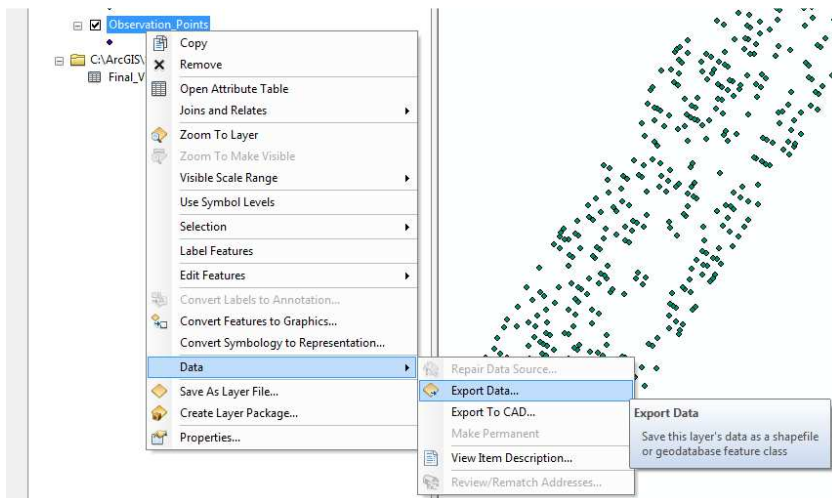 Observation_Points
C:\ArcGIS\
Final_V
Copy
Remove
Open Attribute Table
Joins and Relates
Zoom To Layer
Zoom To Make Visible
Visible Scale Range
Use Symbol Levels
Selection
Label Features
Edit Features
Convert Labels to Annotation...
Convert Features to Graphics...
Convert Symbology to Representation...
Data
Save As Layer File...
Create Layer Package...
Properties...
Repair Data Source...
Export Data...
Export To CAD...
Make Permanent
View Item Description...
Review/Rematch Addresses...
Export Data
Save this layer's data as a shapefile
or geodatabase feature class